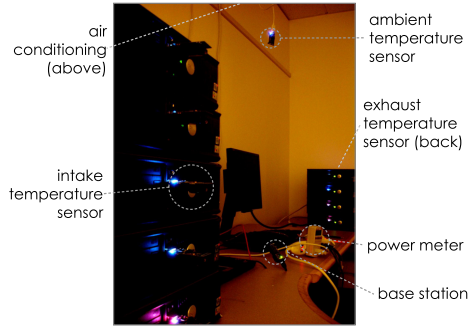 air
conditioning
(above)
ambient
temperature
sensor
exhaust
temperature
sensor (back)
intake
temperature
sensor
power meter
base station